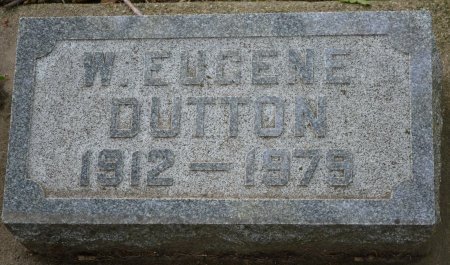 W. EUGENE
DUTTON
1912 — 1979